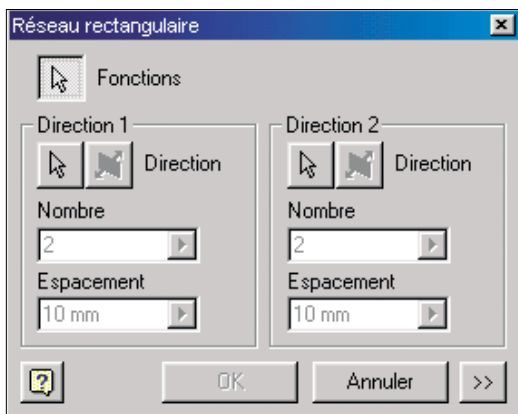 Réseau rectangulaire
Fonctions
Direction 1
Direction
Nombre
2
Espacement
10 mm
Direction 2
Direction
Nombre
2
Espacement
10 mm
?
OK
Annuler
>>